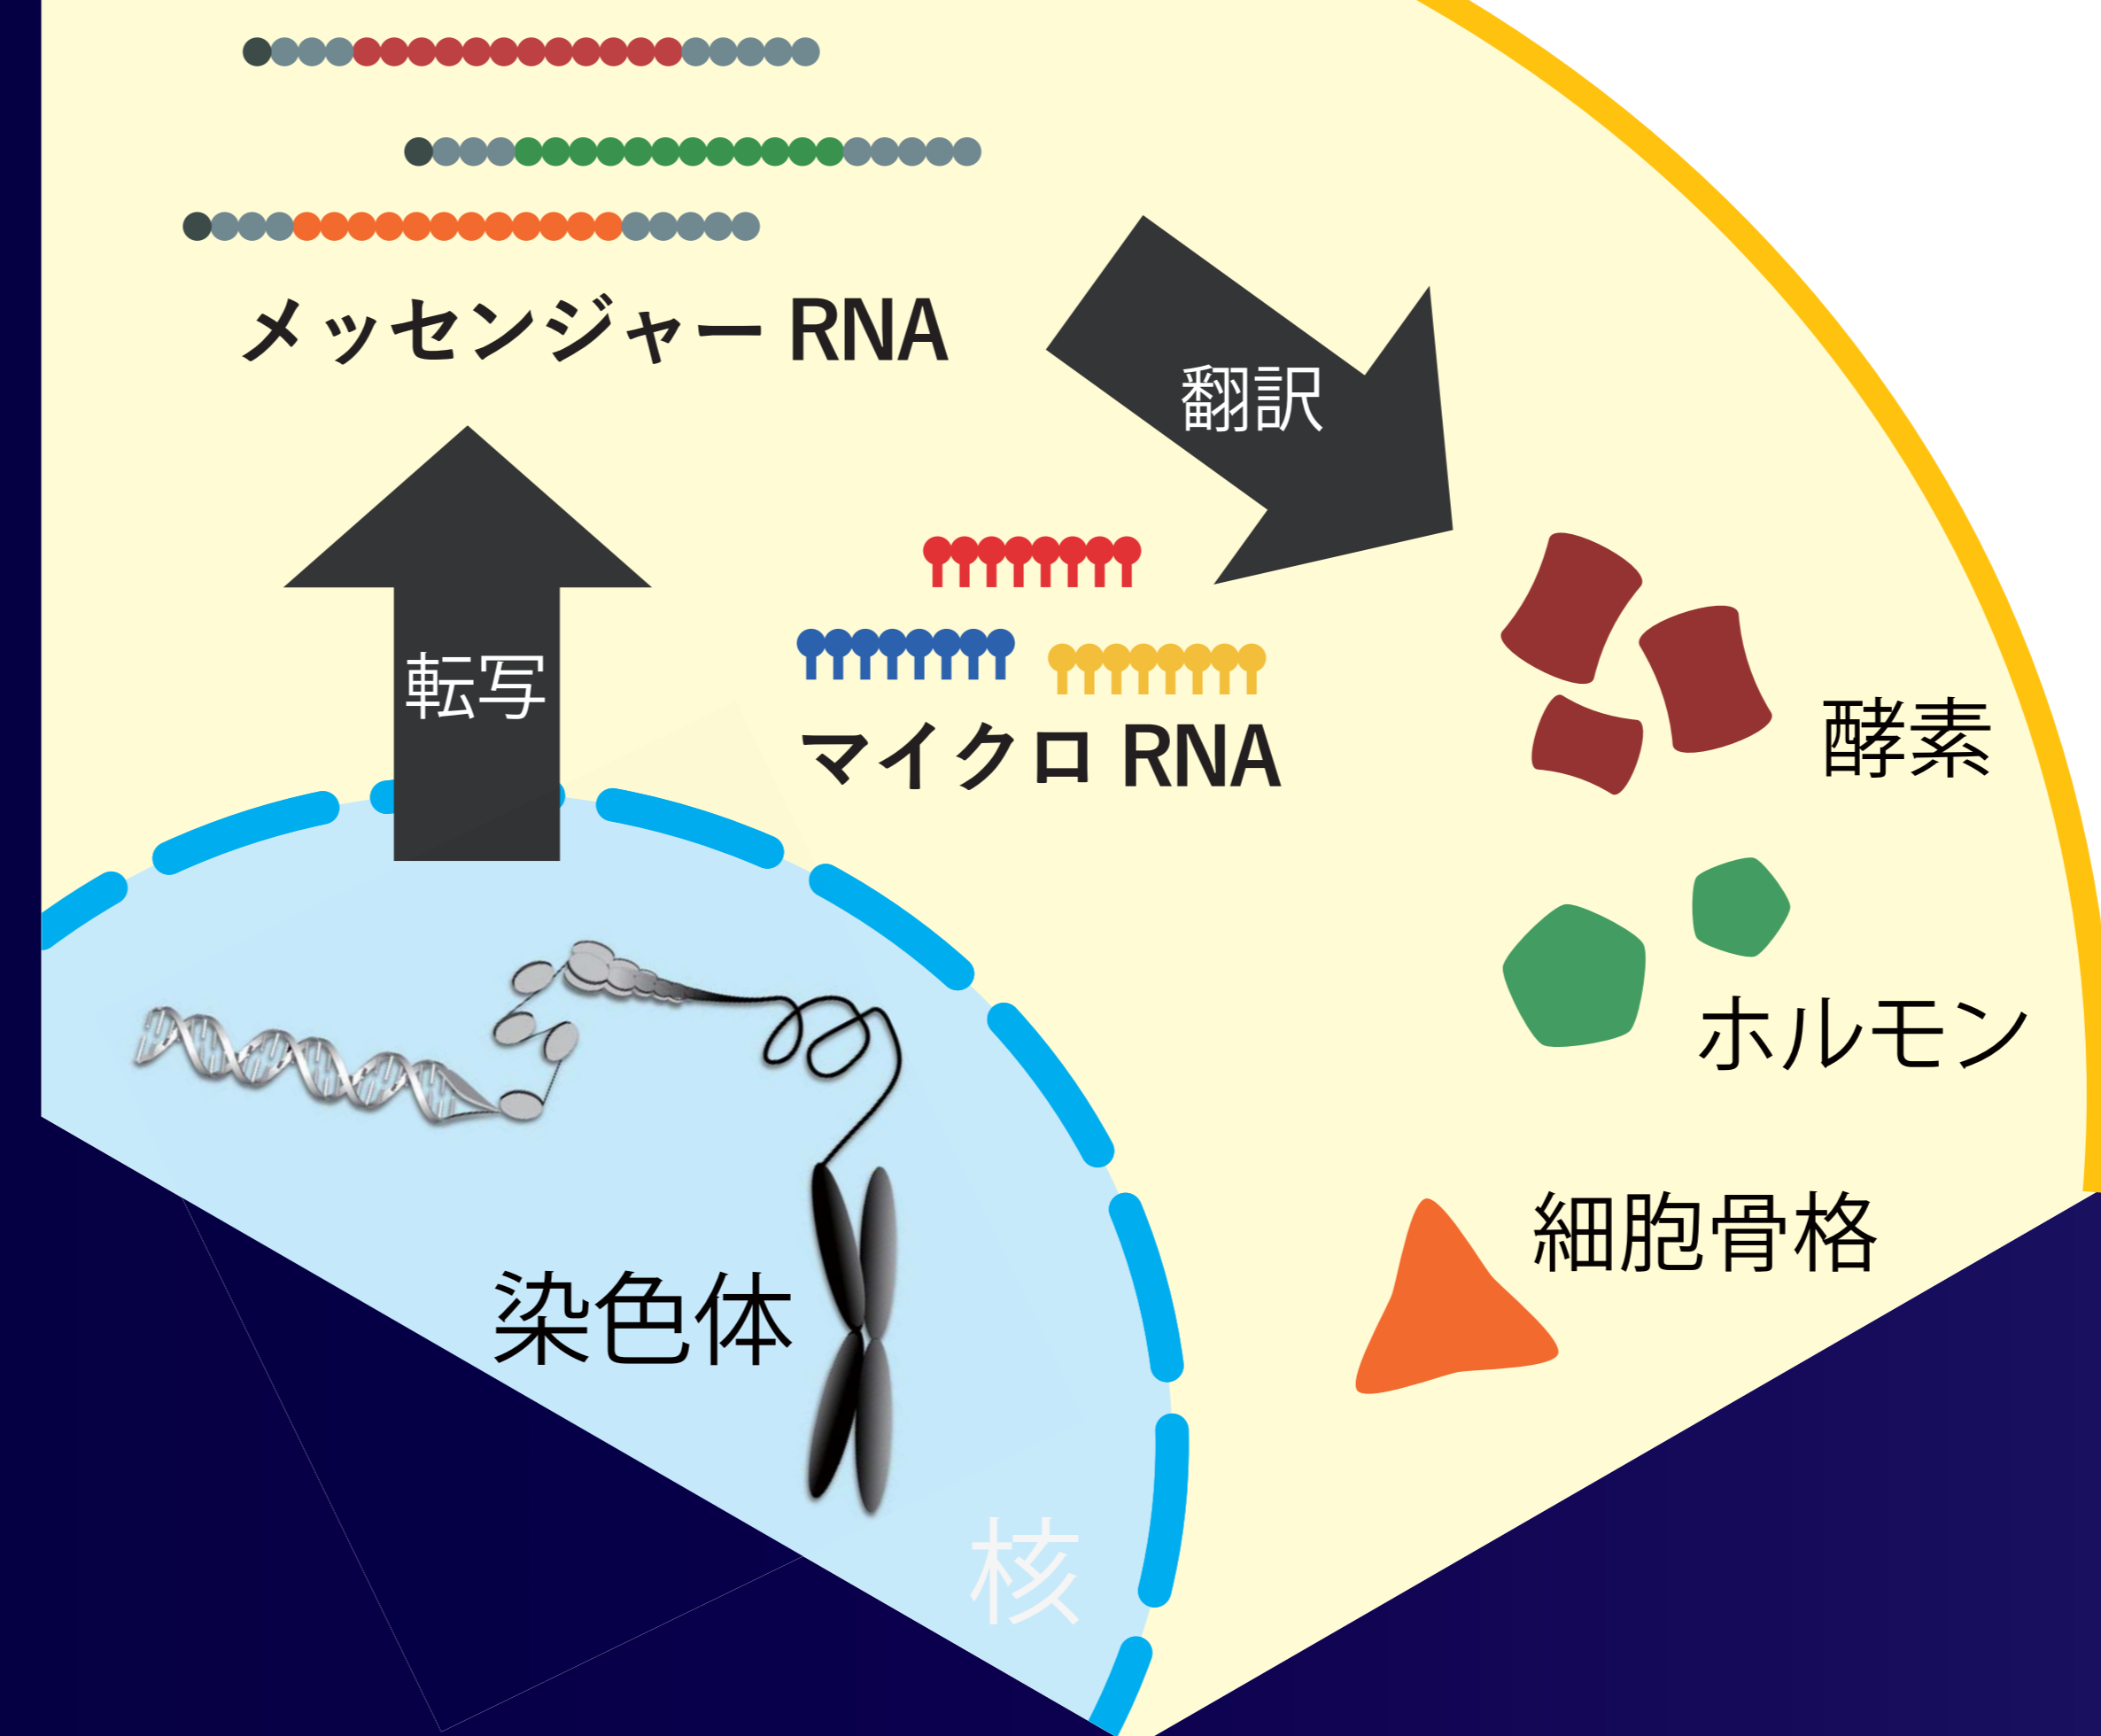 メッセンジャー RNA
翻訳
転写
マイクロ RNA
酵素
ホルモン
細胞骨格
染色体
核